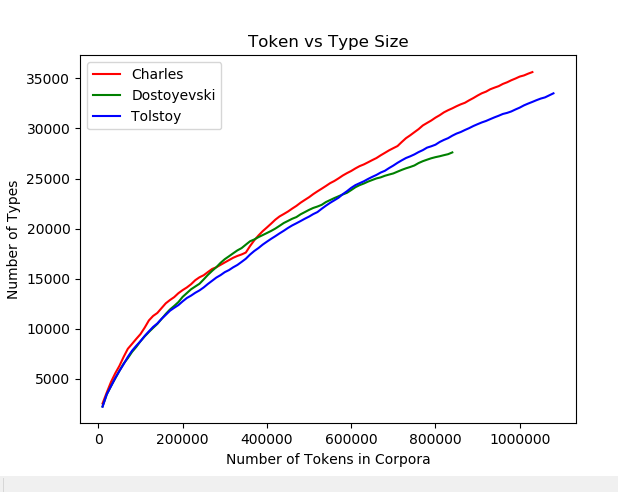 Token vs Type Size
Charles
Dostoyevski
Tolstoy
Number of Types
35000
30000
25000
20000
15000
10000
5000
0 200000 400000 600000 800000 1000000
Number of Tokens in Corpora